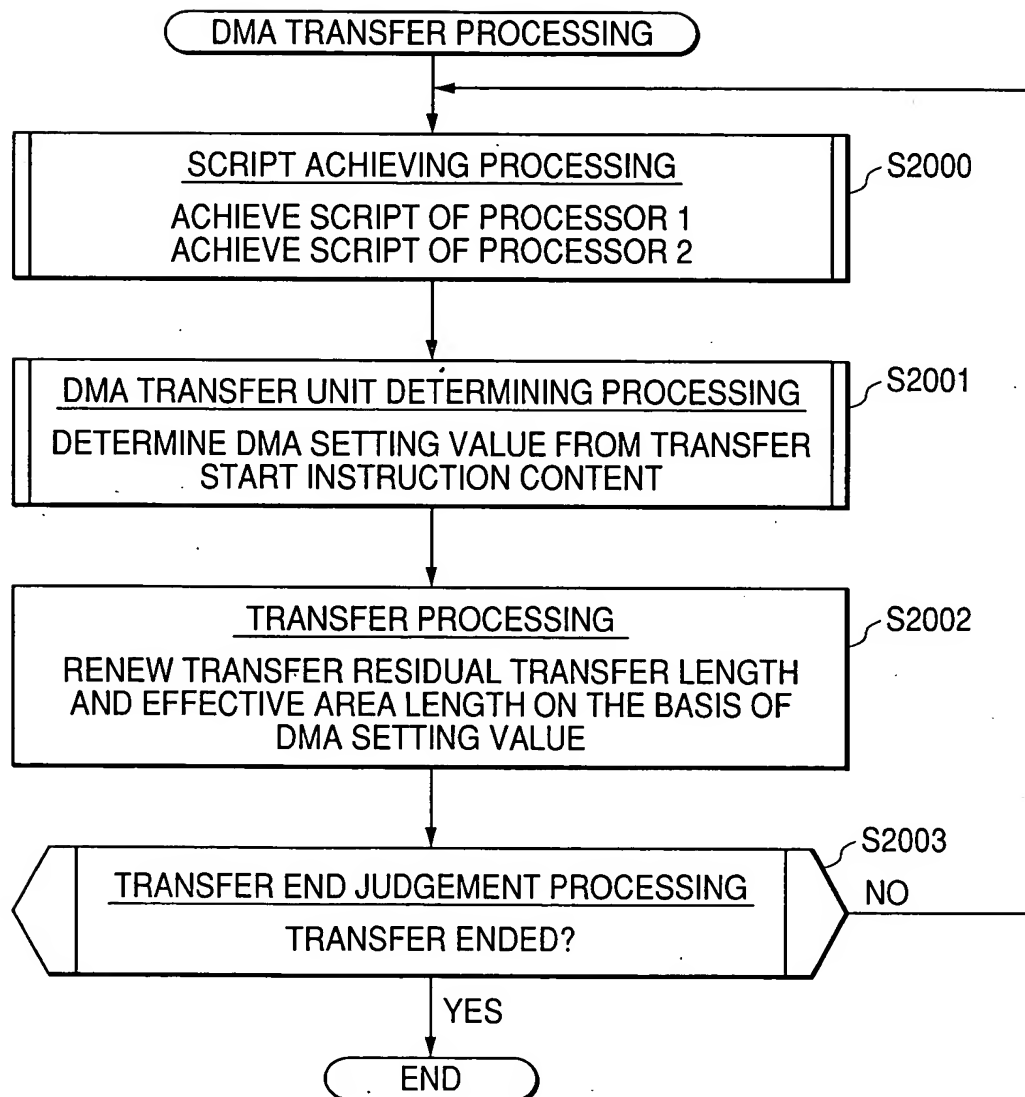 DMA TRANSFER PROCESSING
SCRIPT ACHIEVING PROCESSING
ACHIEVE SCRIPT OF PROCESSOR 1
ACHIEVE SCRIPT OF PROCESSOR 2
S2000
DMA TRANSFER UNIT DETERMINING PROCESSING
DETERMINE DMA SETTING VALUE FROM TRANSFER
START INSTRUCTION CONTENT
S2001
TRANSFER PROCESSING
RENEW TRANSFER RESIDUAL TRANSFER LENGTH
AND EFFECTIVE AREA LENGTH ON THE BASIS OF
DMA SETTING VALUE
S2002
TRANSFER END JUDGEMENT PROCESSING
TRANSFER ENDED?
S2003
NO
YES
END